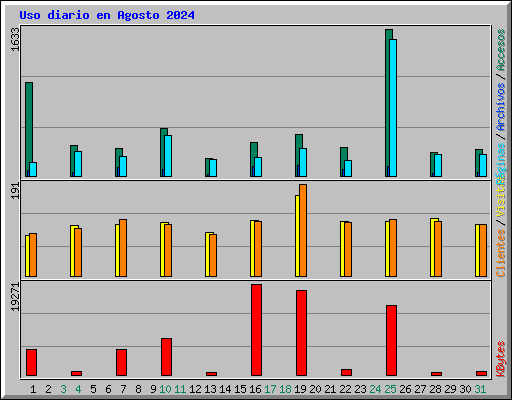 Uso diario en Agosto 2024
1633
191
19271
Accesos / Archivos / Páginas
Clientes / Visitas
KBytes
1 2 3 4 5 6 7 8 9 10 11 12 13 14 15 16 17 18 19 20 21 22 23 24 25 26 27 28 29 30 31